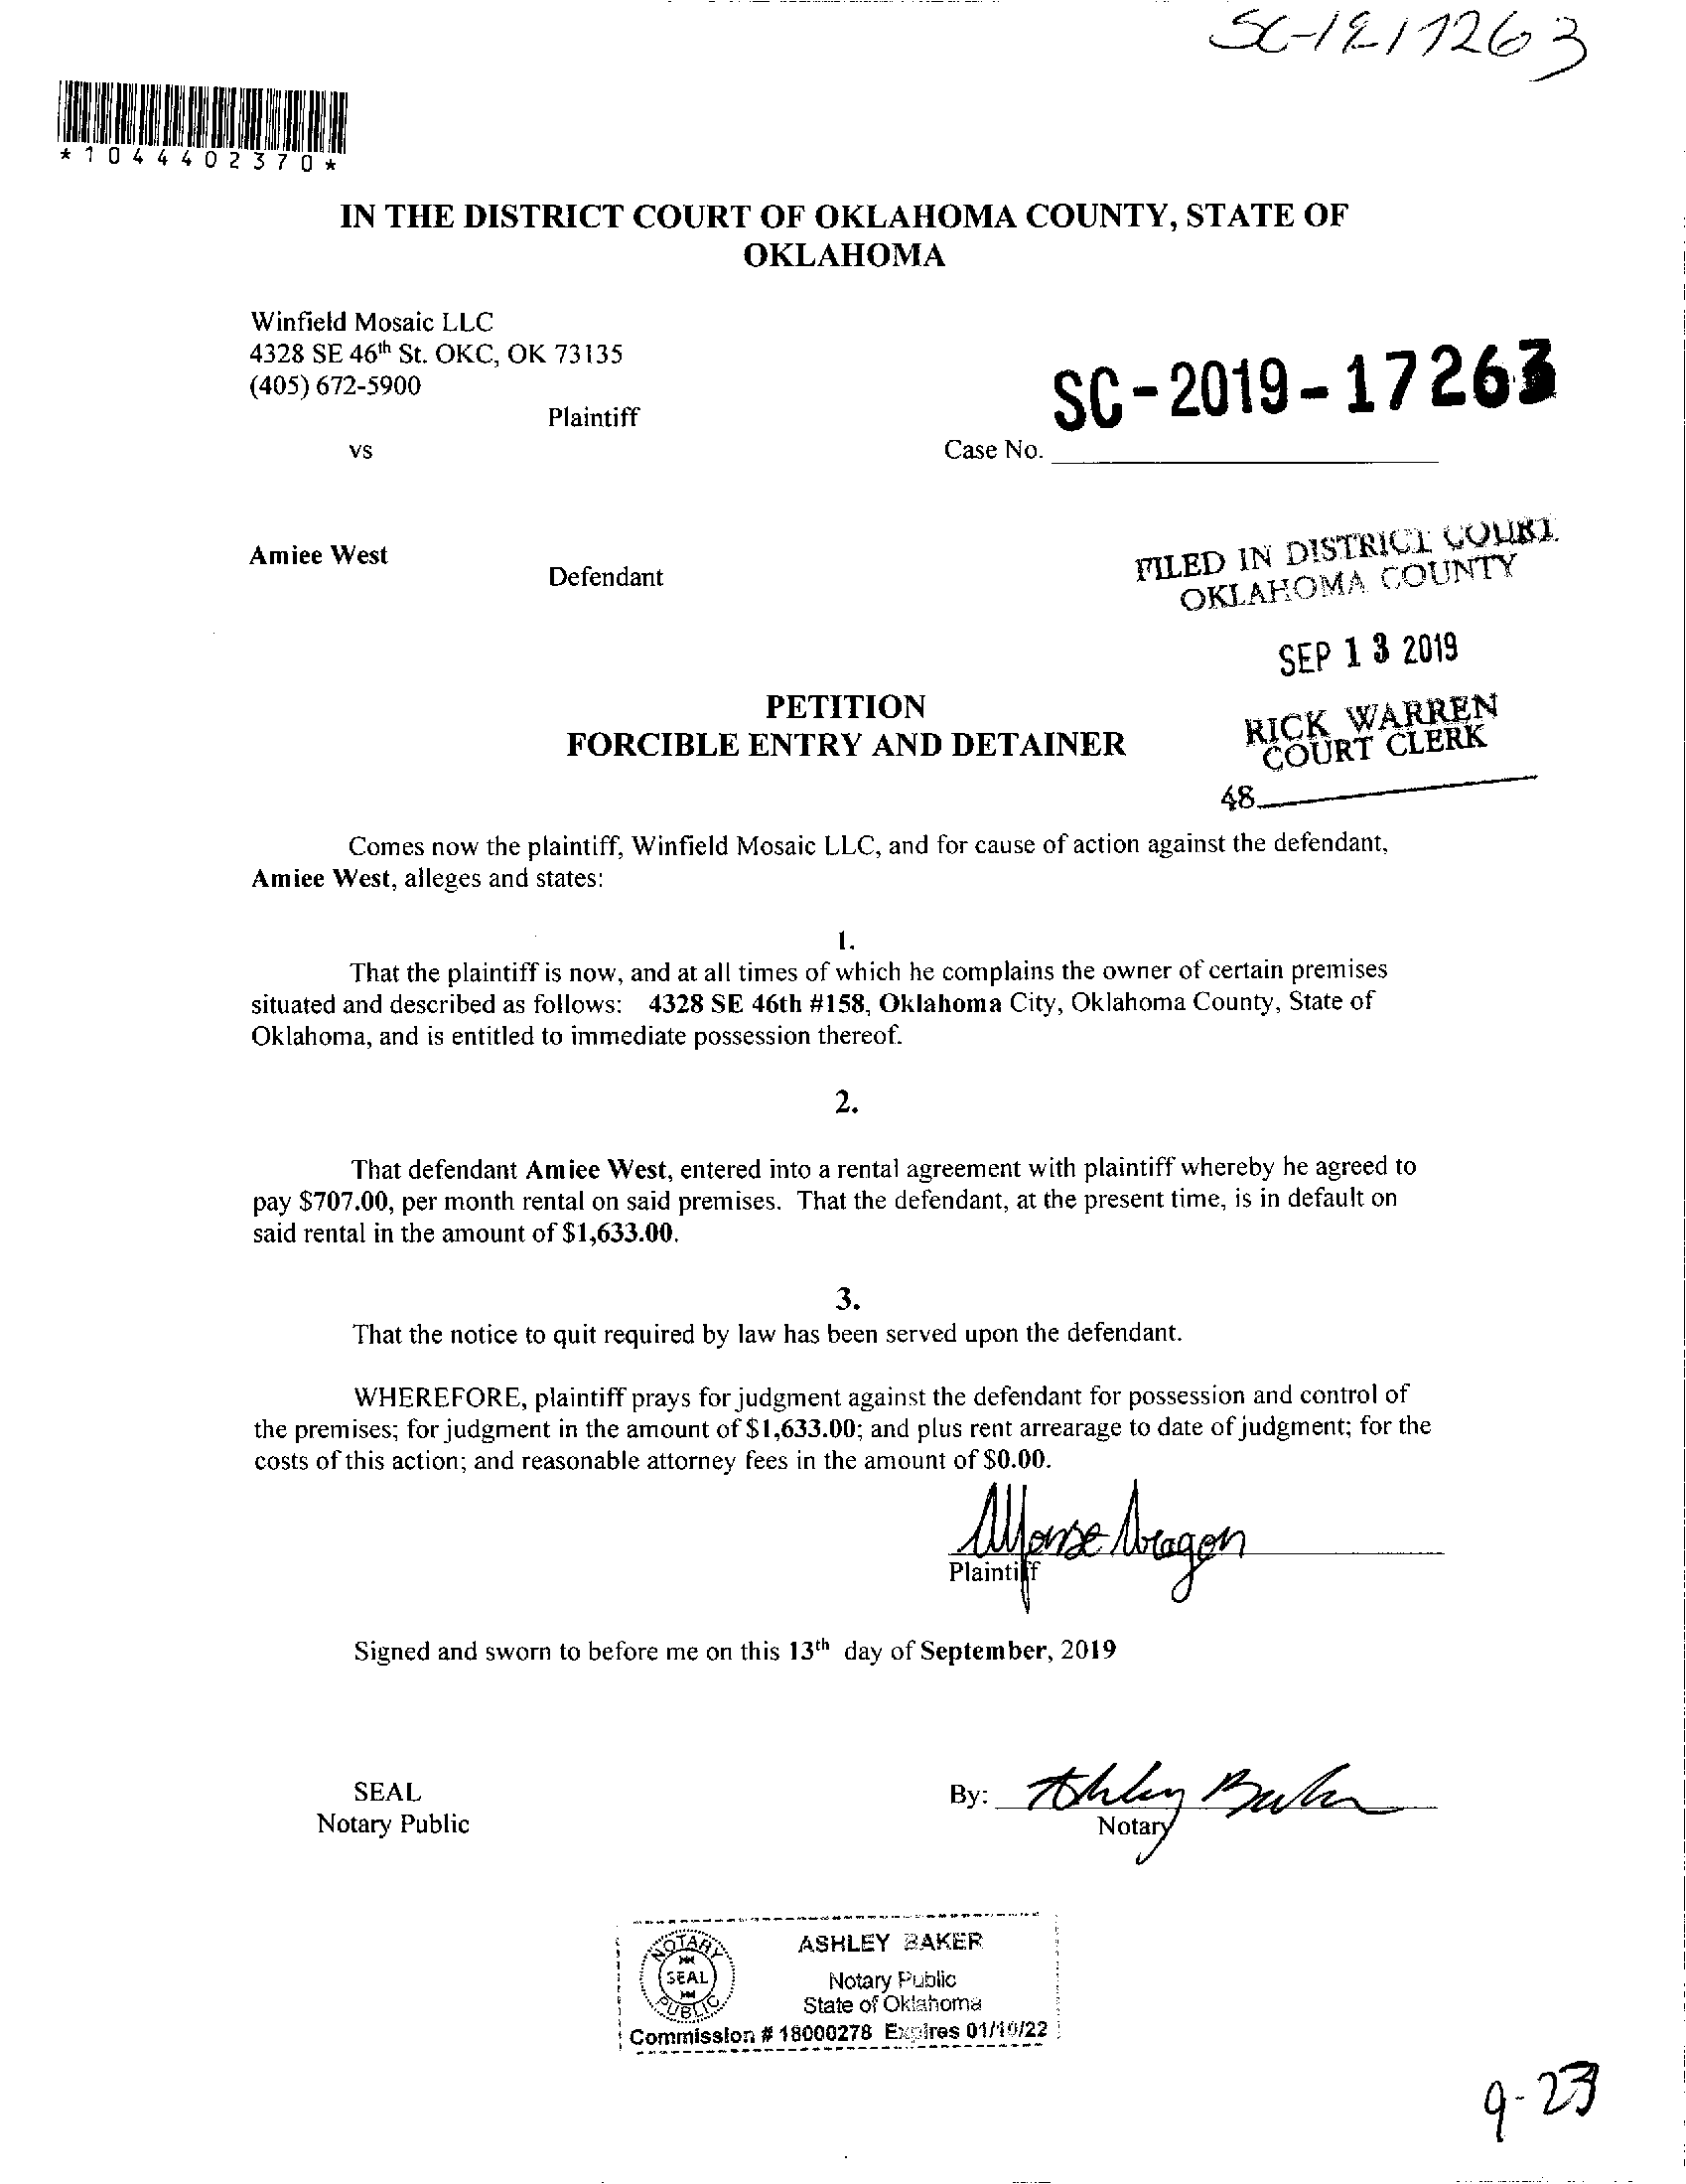 SC-19-17263
*1044402370*
IN THE DISTRICT COURT OF OKLAHOMA COUNTY, STATE OF
OKLAHOMA
Winfield Mosaic LLC
4328 SE 46th St. OKC, OK 73135
(405) 672-5900
Plaintiff
SC-2019-17263
vs
Case No.
Amiee West
Defendant
FILED IN DISTRICT COURT
OKLAHOMA COUNTY
SEP 13 2019
PETITION
FORCIBLE ENTRY AND DETAINER
RICK WARREN
COURT CLERK
48
Comes now the plaintiff, Winfield Mosaic LLC, and for cause of action against the defendant,
Amiee West, alleges and states:
1.
That the plaintiff is now, and at all times of which he complains the owner of certain premises
situated and described as follows: 4328 SE 46th #158, Oklahoma City, Oklahoma County, State of
Oklahoma, and is entitled to immediate possession thereof.
2.
That defendant Amiee West, entered into a rental agreement with plaintiff whereby he agreed to
pay $707.00, per month rental on said premises. That the defendant, at the present time, is in default on
said rental in the amount of $1,633.00.
3.
That the notice to quit required by law has been served upon the defendant.
WHEREFORE, plaintiff prays for judgment against the defendant for possession and control of
the premises; for judgment in the amount of $1,633.00; and plus rent arrearage to date of judgment; for the
costs of this action; and reasonable attorney fees in the amount of $0.00.
Alfonse Aragon
Plaintiff
Signed and sworn to before me on this 13th day of September, 2019
SEAL
Notary Public
By: Ashley Baker
Notary
NOTARY
SEAL
PUBLIC
ASHLEY BAKER
Notary Public
State of Oklahoma
Commission # 18000278 Expires 01/10/22
9-23